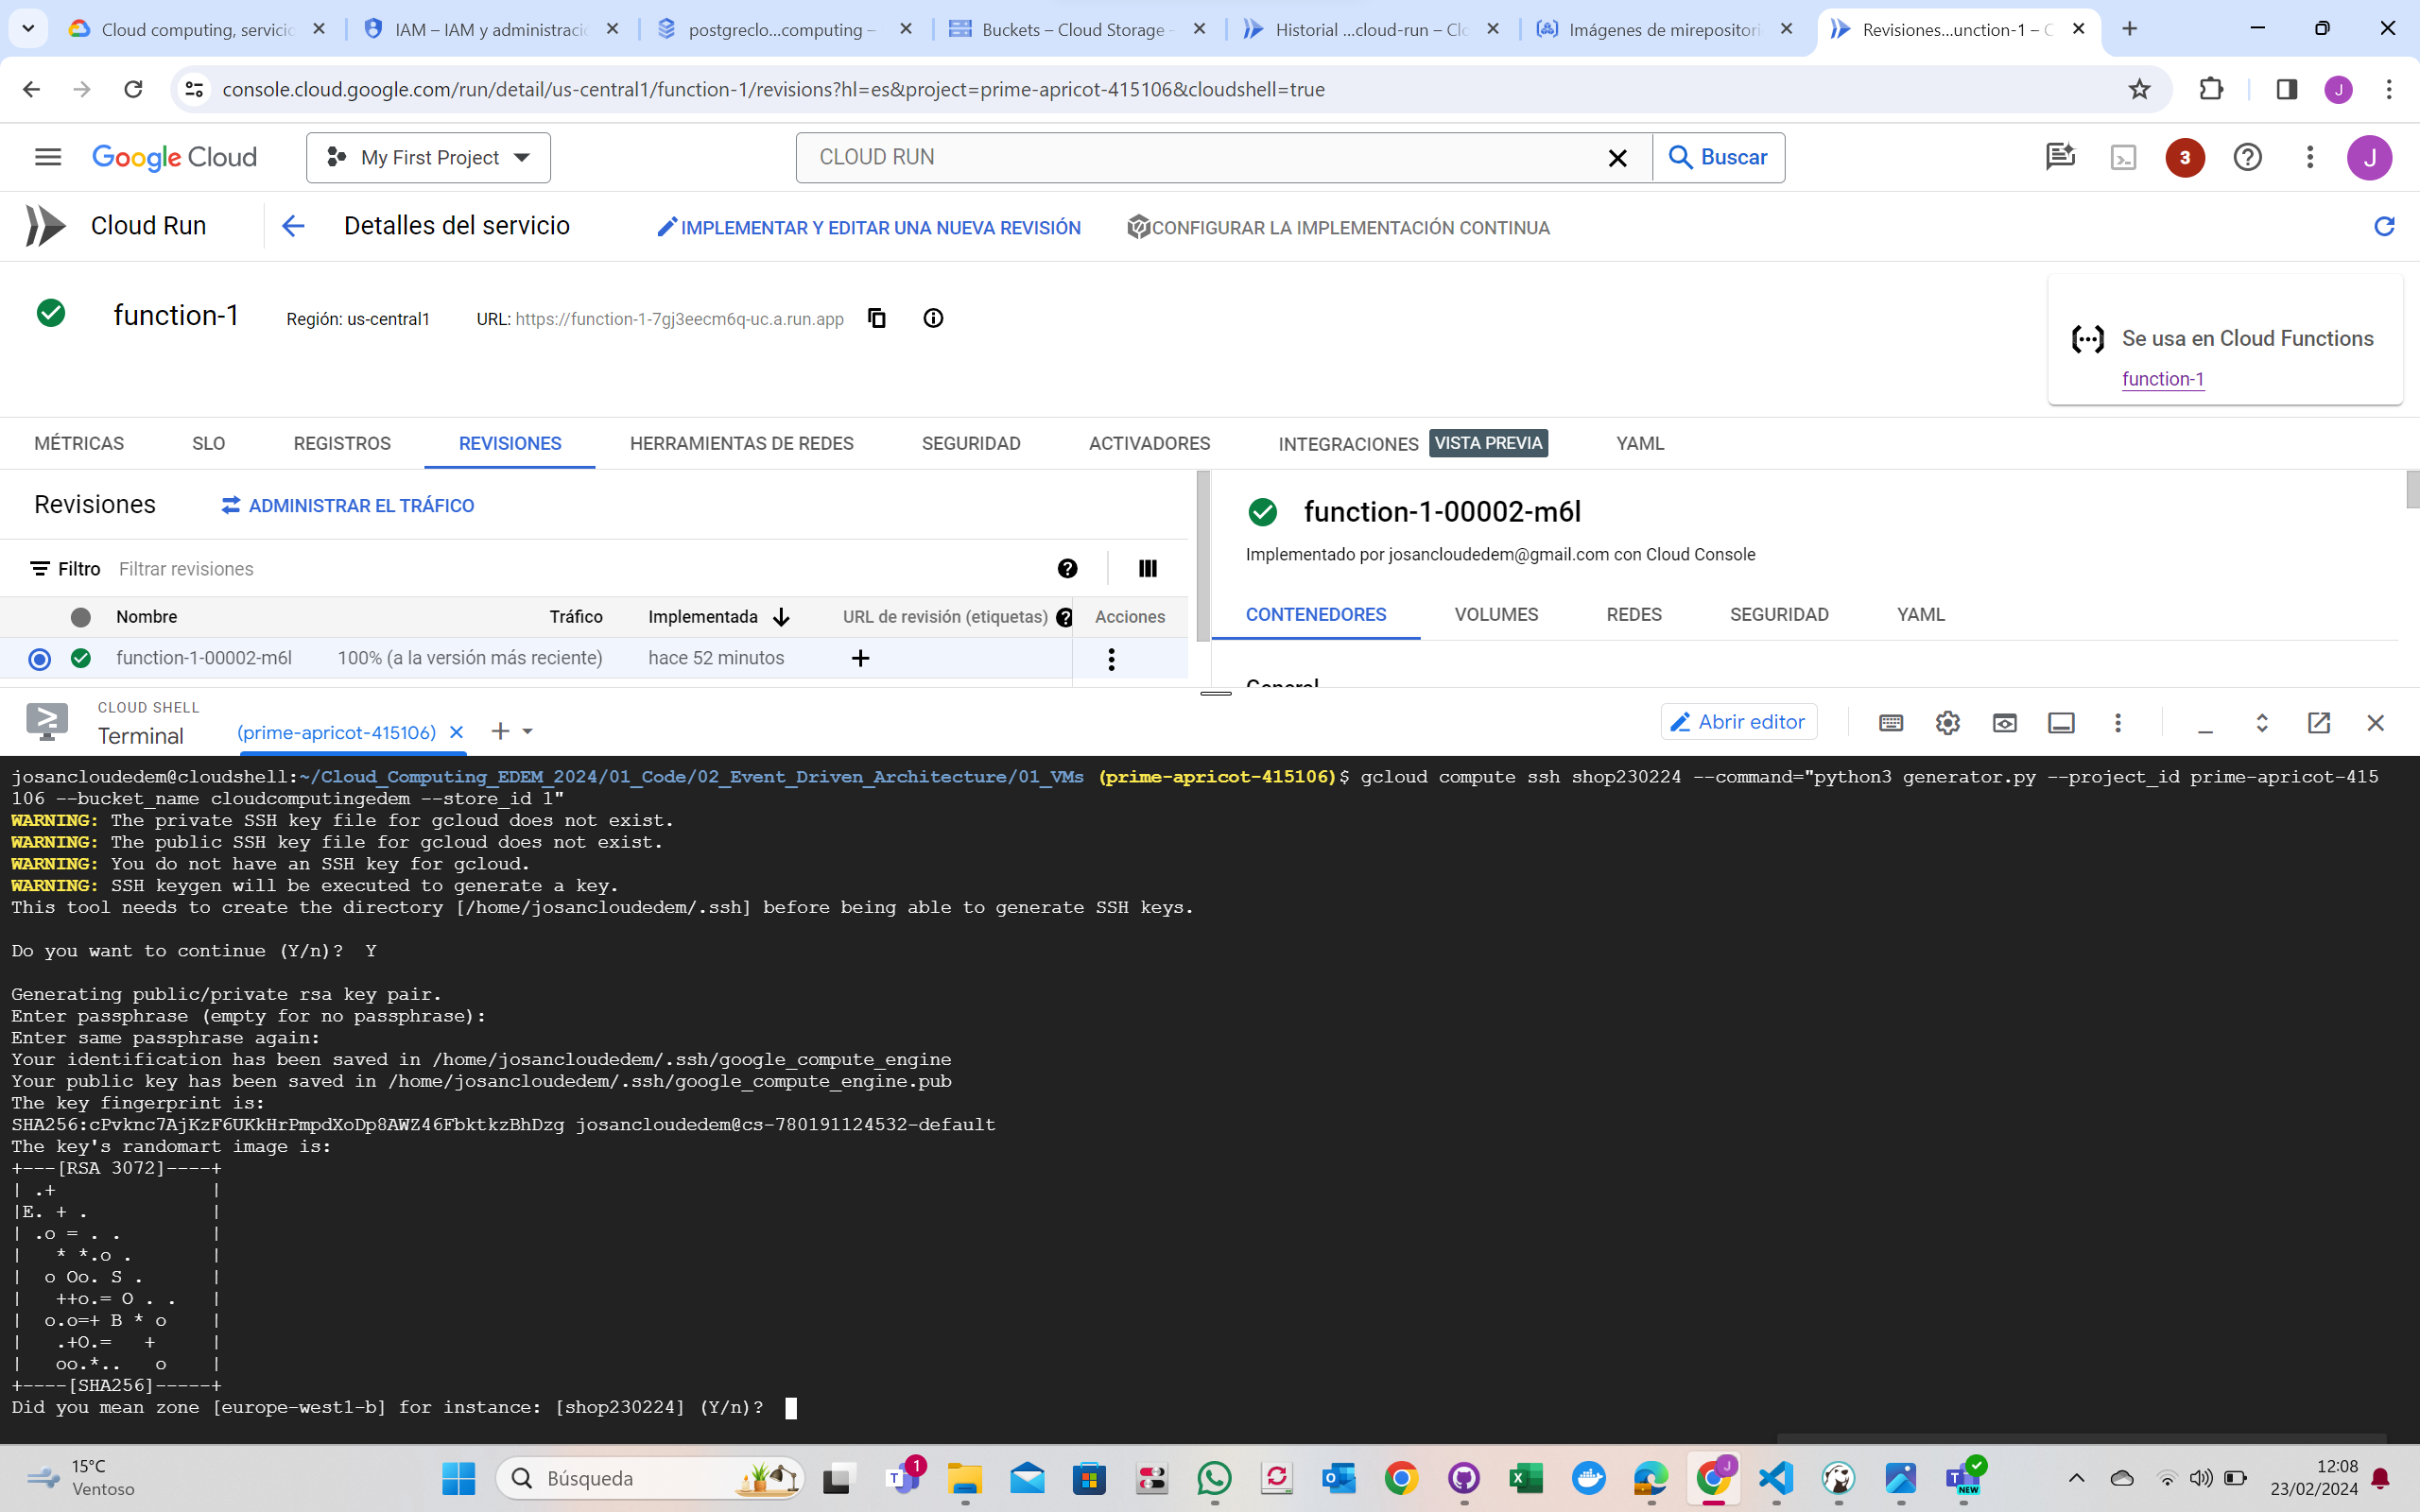 Cloud computing, servicio
IAM – IAM y administració
postgreclo...computing –
Buckets – Cloud Storage –
Historial ...cloud-run – Clo
Imágenes de mirepositori
Revisiones...unction-1 – C
console.cloud.google.com/run/detail/us-central1/function-1/revisions?hl=es&project=prime-apricot-415106&cloudshell=true
J
Google Cloud
My First Project
CLOUD RUN
Buscar
3
J
Cloud Run
Detalles del servicio
IMPLEMENTAR Y EDITAR UNA NUEVA REVISIÓN
CONFIGURAR LA IMPLEMENTACIÓN CONTINUA
function-1
Región: us-central1
URL: https://function-1-7gj3eecm6q-uc.a.run.app
Se usa en Cloud Functions
function-1
MÉTRICAS
SLO
REGISTROS
REVISIONES
HERRAMIENTAS DE REDES
SEGURIDAD
ACTIVADORES
INTEGRACIONES VISTA PREVIA
YAML
Revisiones
ADMINISTRAR EL TRÁFICO
Filtro Filtrar revisiones
Nombre Tráfico Implementada URL de revisión (etiquetas) Acciones
function-1-00002-m6l 100% (a la versión más reciente) hace 52 minutos
function-1-00002-m6l
Implementado por josancloudedem@gmail.com con Cloud Console
CONTENEDORES
VOLUMES
REDES
SEGURIDAD
YAML
General
CLOUD SHELL
Terminal
(prime-apricot-415106)
Abrir editor
josancloudedem@cloudshell:~/Cloud_Computing_EDEM_2024/01_Code/02_Event_Driven_Architecture/01_VMs (prime-apricot-415106)$ gcloud compute ssh shop230224 --command="python3 generator.py --project_id prime-apricot-415
106 --bucket_name cloudcomputingedem --store_id 1"
WARNING: The private SSH key file for gcloud does not exist.
WARNING: The public SSH key file for gcloud does not exist.
WARNING: You do not have an SSH key for gcloud.
WARNING: SSH keygen will be executed to generate a key.
This tool needs to create the directory [/home/josancloudedem/.ssh] before being able to generate SSH keys.
Do you want to continue (Y/n)?  Y
Generating public/private rsa key pair.
Enter passphrase (empty for no passphrase):
Enter same passphrase again:
Your identification has been saved in /home/josancloudedem/.ssh/google_compute_engine
Your public key has been saved in /home/josancloudedem/.ssh/google_compute_engine.pub
The key fingerprint is:
SHA256:cPvknc7AjKzF6UKkHrPmpdXoDp8AWZ46FbktkzBhDzg josancloudedem@cs-780191124532-default
The key's randomart image is:
+---[RSA 3072]----+
| .+              |
|E. + .           |
| .o = . .        |
|   * *.o .       |
|  o Oo. S .      |
|   ++o.= O . .   |
|  o.o=+ B * o    |
|   .+O.=   +     |
|   oo.*..   o    |
+----[SHA256]-----+
Did you mean zone [europe-west1-b] for instance: [shop230224] (Y/n)?
15°C
Ventoso
Búsqueda
1
NEW
12:08
23/02/2024